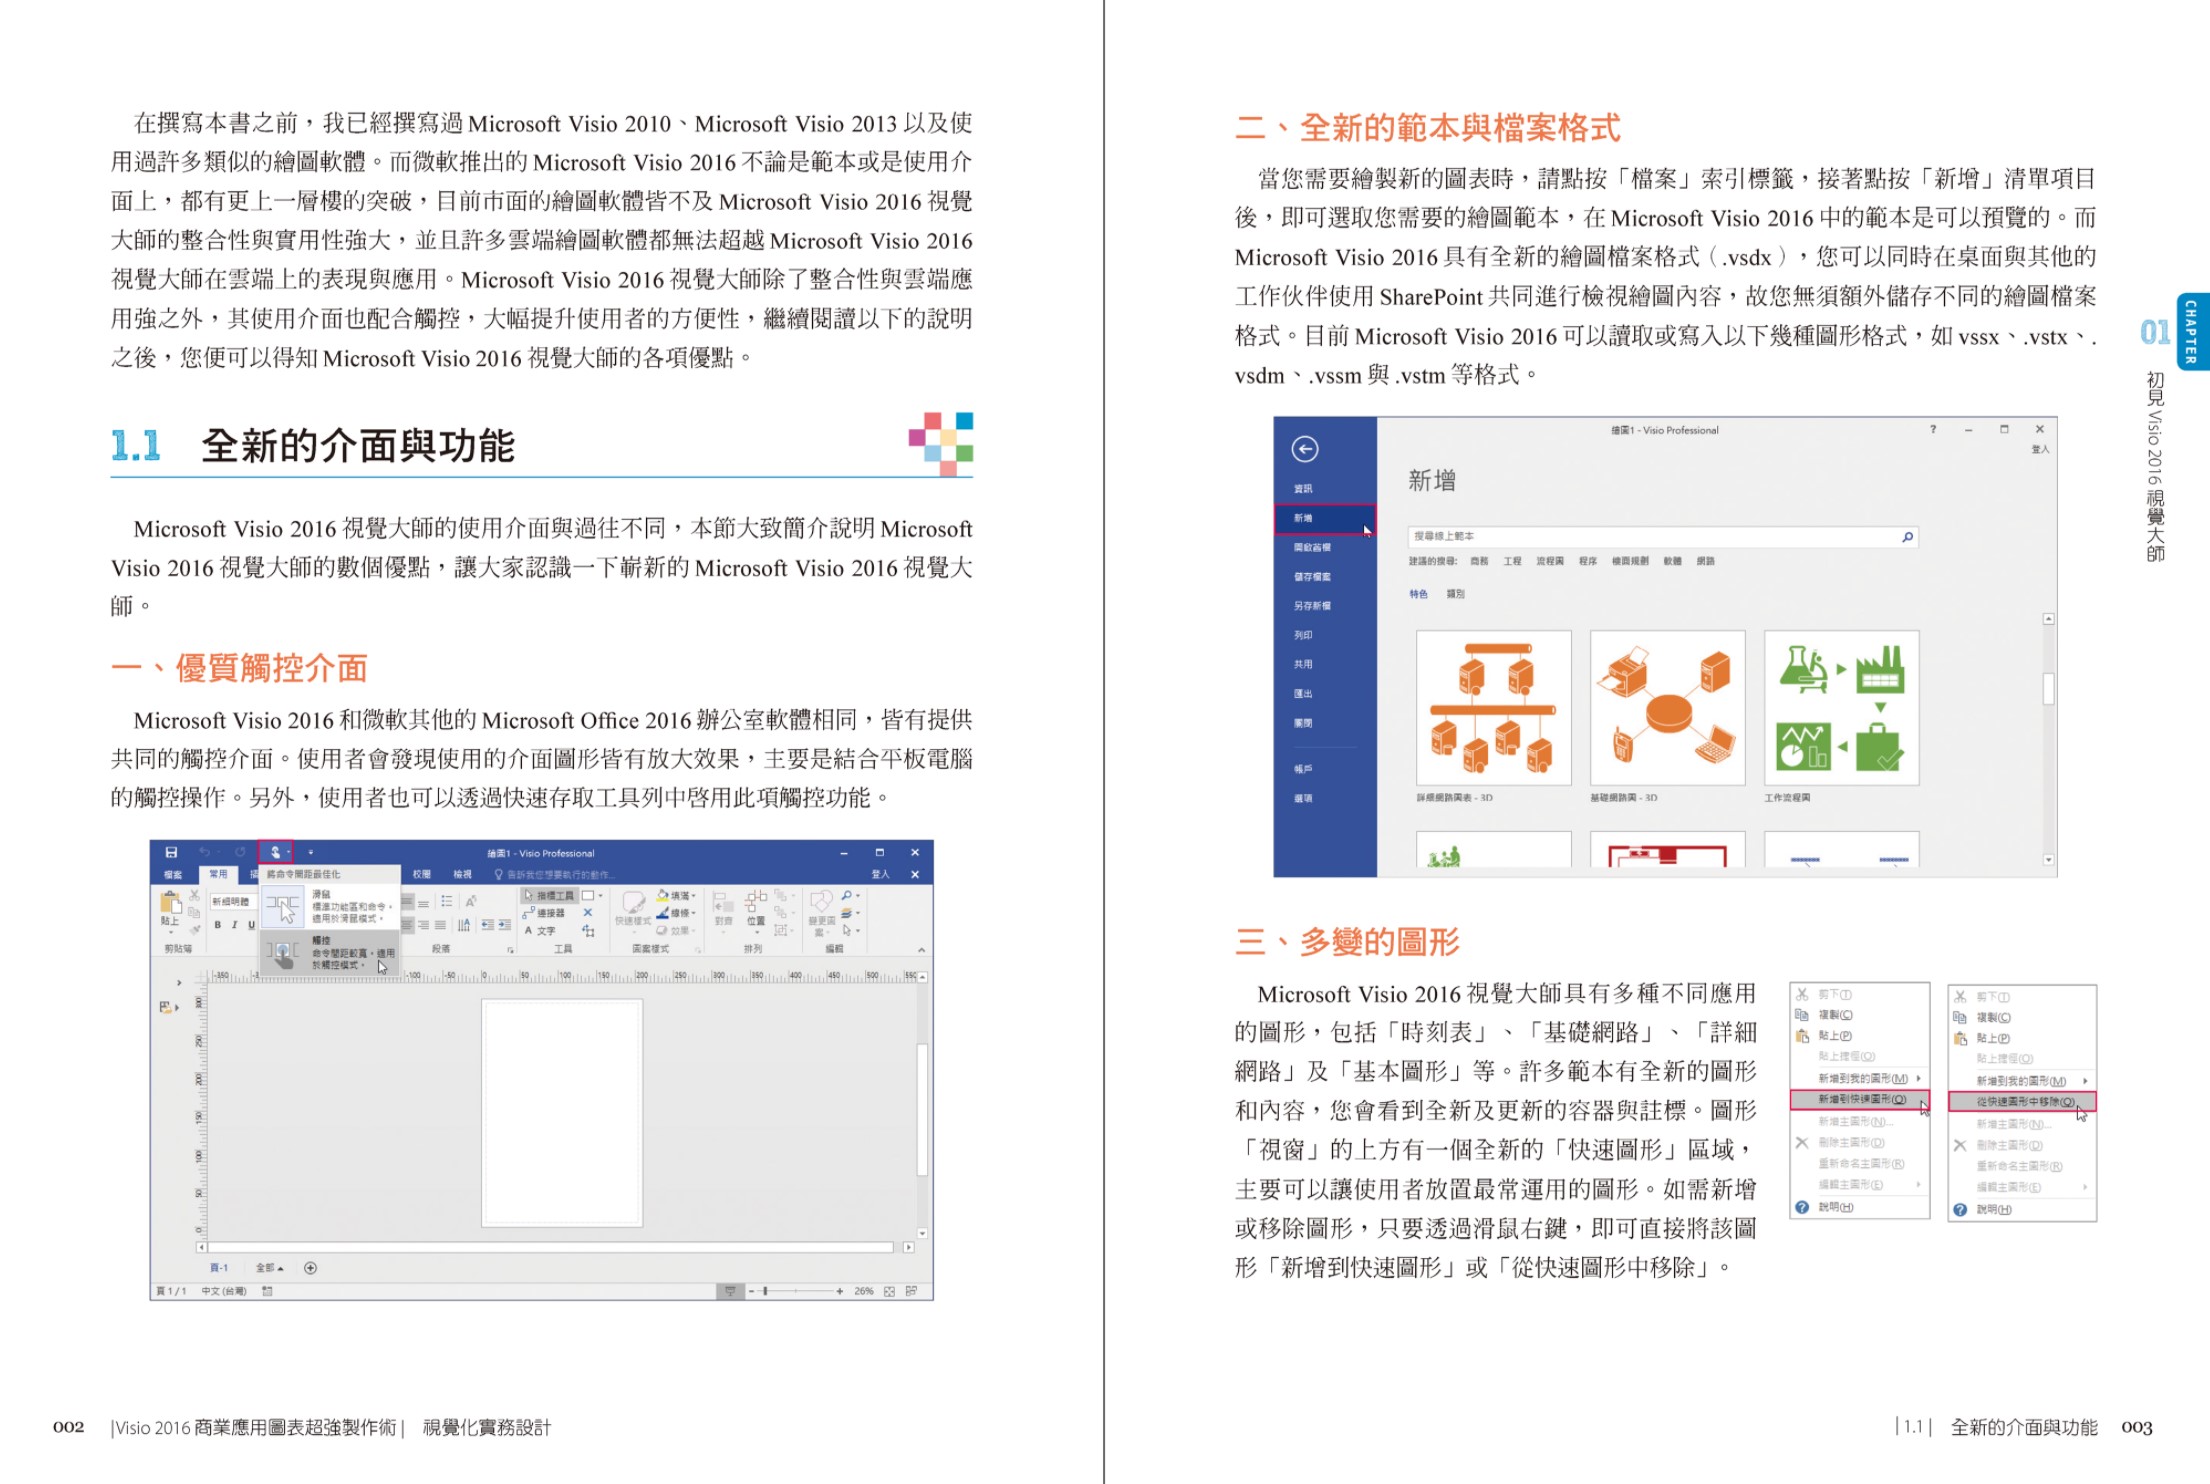 在撰寫本書之前，我已經撰寫過 Microsoft Visio 2010、Microsoft Visio 2013 以及使
用過許多類似的繪圖軟體。而微軟推出的 Microsoft Visio 2016 不論是範本或是使用介
面上，都有更上一層樓的突破，目前市面的繪圖軟體皆不及 Microsoft Visio 2016 視覺
大師的整合性與實用性強大，並且許多雲端繪圖軟體都無法超越 Microsoft Visio 2016
視覺大師在雲端上的表現與應用。Microsoft Visio 2016 視覺大師除了整合性與雲端應
用強之外，其使用介面也配合觸控，大幅提升使用者的方便性，繼續閱讀以下的說明
之後，您便可以得知 Microsoft Visio 2016 視覺大師的各項優點。
1.1 全新的介面與功能
Microsoft Visio 2016 視覺大師的使用介面與過往不同，本節大致簡介說明 Microsoft
Visio 2016 視覺大師的數個優點，讓大家認識一下嶄新的 Microsoft Visio 2016 視覺大
師。
一、優質觸控介面
Microsoft Visio 2016 和微軟其他的 Microsoft Office 2016 辦公室軟體相同，皆有提供
共同的觸控介面。使用者會發現使用的介面圖形皆有放大效果，主要是結合平板電腦
的觸控操作。另外，使用者也可以透過快速存取工具列中啓用此項觸控功能。
繪圖1 - Visio Professional
檔案 常用 插 將命令間距最佳化 校閱 檢視 告訴我您想要執行的動作... 登入
滑鼠
標準功能區和命令。
適用於滑鼠模式。
觸控
命令間距較寬。適用
於觸控模式。
新細明體
貼上
B I U
指標工具
連接器
A 文字
快速樣式
填滿
線條
效果
對齊 位置
變更圖
案
剪貼簿 段落 工具 圖案樣式 排列 編輯
頁-1 全部
頁 1 / 1 中文 (台灣) 26%
002 |Visio 2016 商業應用圖表超強製作術| 視覺化實務設計
二、全新的範本與檔案格式
當您需要繪製新的圖表時，請點按「檔案」索引標籤，接著點按「新增」清單項目
後，即可選取您需要的繪圖範本，在 Microsoft Visio 2016 中的範本是可以預覽的。而
Microsoft Visio 2016 具有全新的繪圖檔案格式（.vsdx），您可以同時在桌面與其他的
工作伙伴使用 SharePoint 共同進行檢視繪圖內容，故您無須額外儲存不同的繪圖檔案
格式。目前 Microsoft Visio 2016 可以讀取或寫入以下幾種圖形格式，如 vssx、.vstx、.
vsdm、.vssm 與 .vstm 等格式。
繪圖1 - Visio Professional
登入
資訊
新增
開啟舊檔
儲存檔案
另存新檔
列印
共用
匯出
關閉
帳戶
選項
新增
搜尋線上範本
建議的搜尋: 商務 工程 流程圖 程序 樓面規劃 軟體 網路
特色 類別
詳細網路圖表 - 3D
基礎網路圖 - 3D
工作流程圖
三、多變的圖形
Microsoft Visio 2016 視覺大師具有多種不同應用
的圖形，包括「時刻表」、「基礎網路」、「詳細
網路」及「基本圖形」等。許多範本有全新的圖形
和內容，您會看到全新及更新的容器與註標。圖形
「視窗」的上方有一個全新的「快速圖形」區域，
主要可以讓使用者放置最常運用的圖形。如需新增
或移除圖形，只要透過滑鼠右鍵，即可直接將該圖
形「新增到快速圖形」或「從快速圖形中移除」。
剪下(T)
複製(C)
貼上(P)
貼上捷徑(O)
新增到我的圖形(M)
新增到快速圖形(Q)
新增主圖形(N)...
刪除主圖形(D)
重新命名主圖形(R)
編輯主圖形(E)
說明(H)
剪下(T)
複製(C)
貼上(P)
貼上捷徑(O)
新增到我的圖形(M)
從快速圖形中移除(Q)
新增主圖形(N)...
刪除主圖形(D)
重新命名主圖形(R)
編輯主圖形(E)
說明(H)
CHAPTER
01
初見 Visio 2016 視覺大師
|1.1| 全新的介面與功能 003